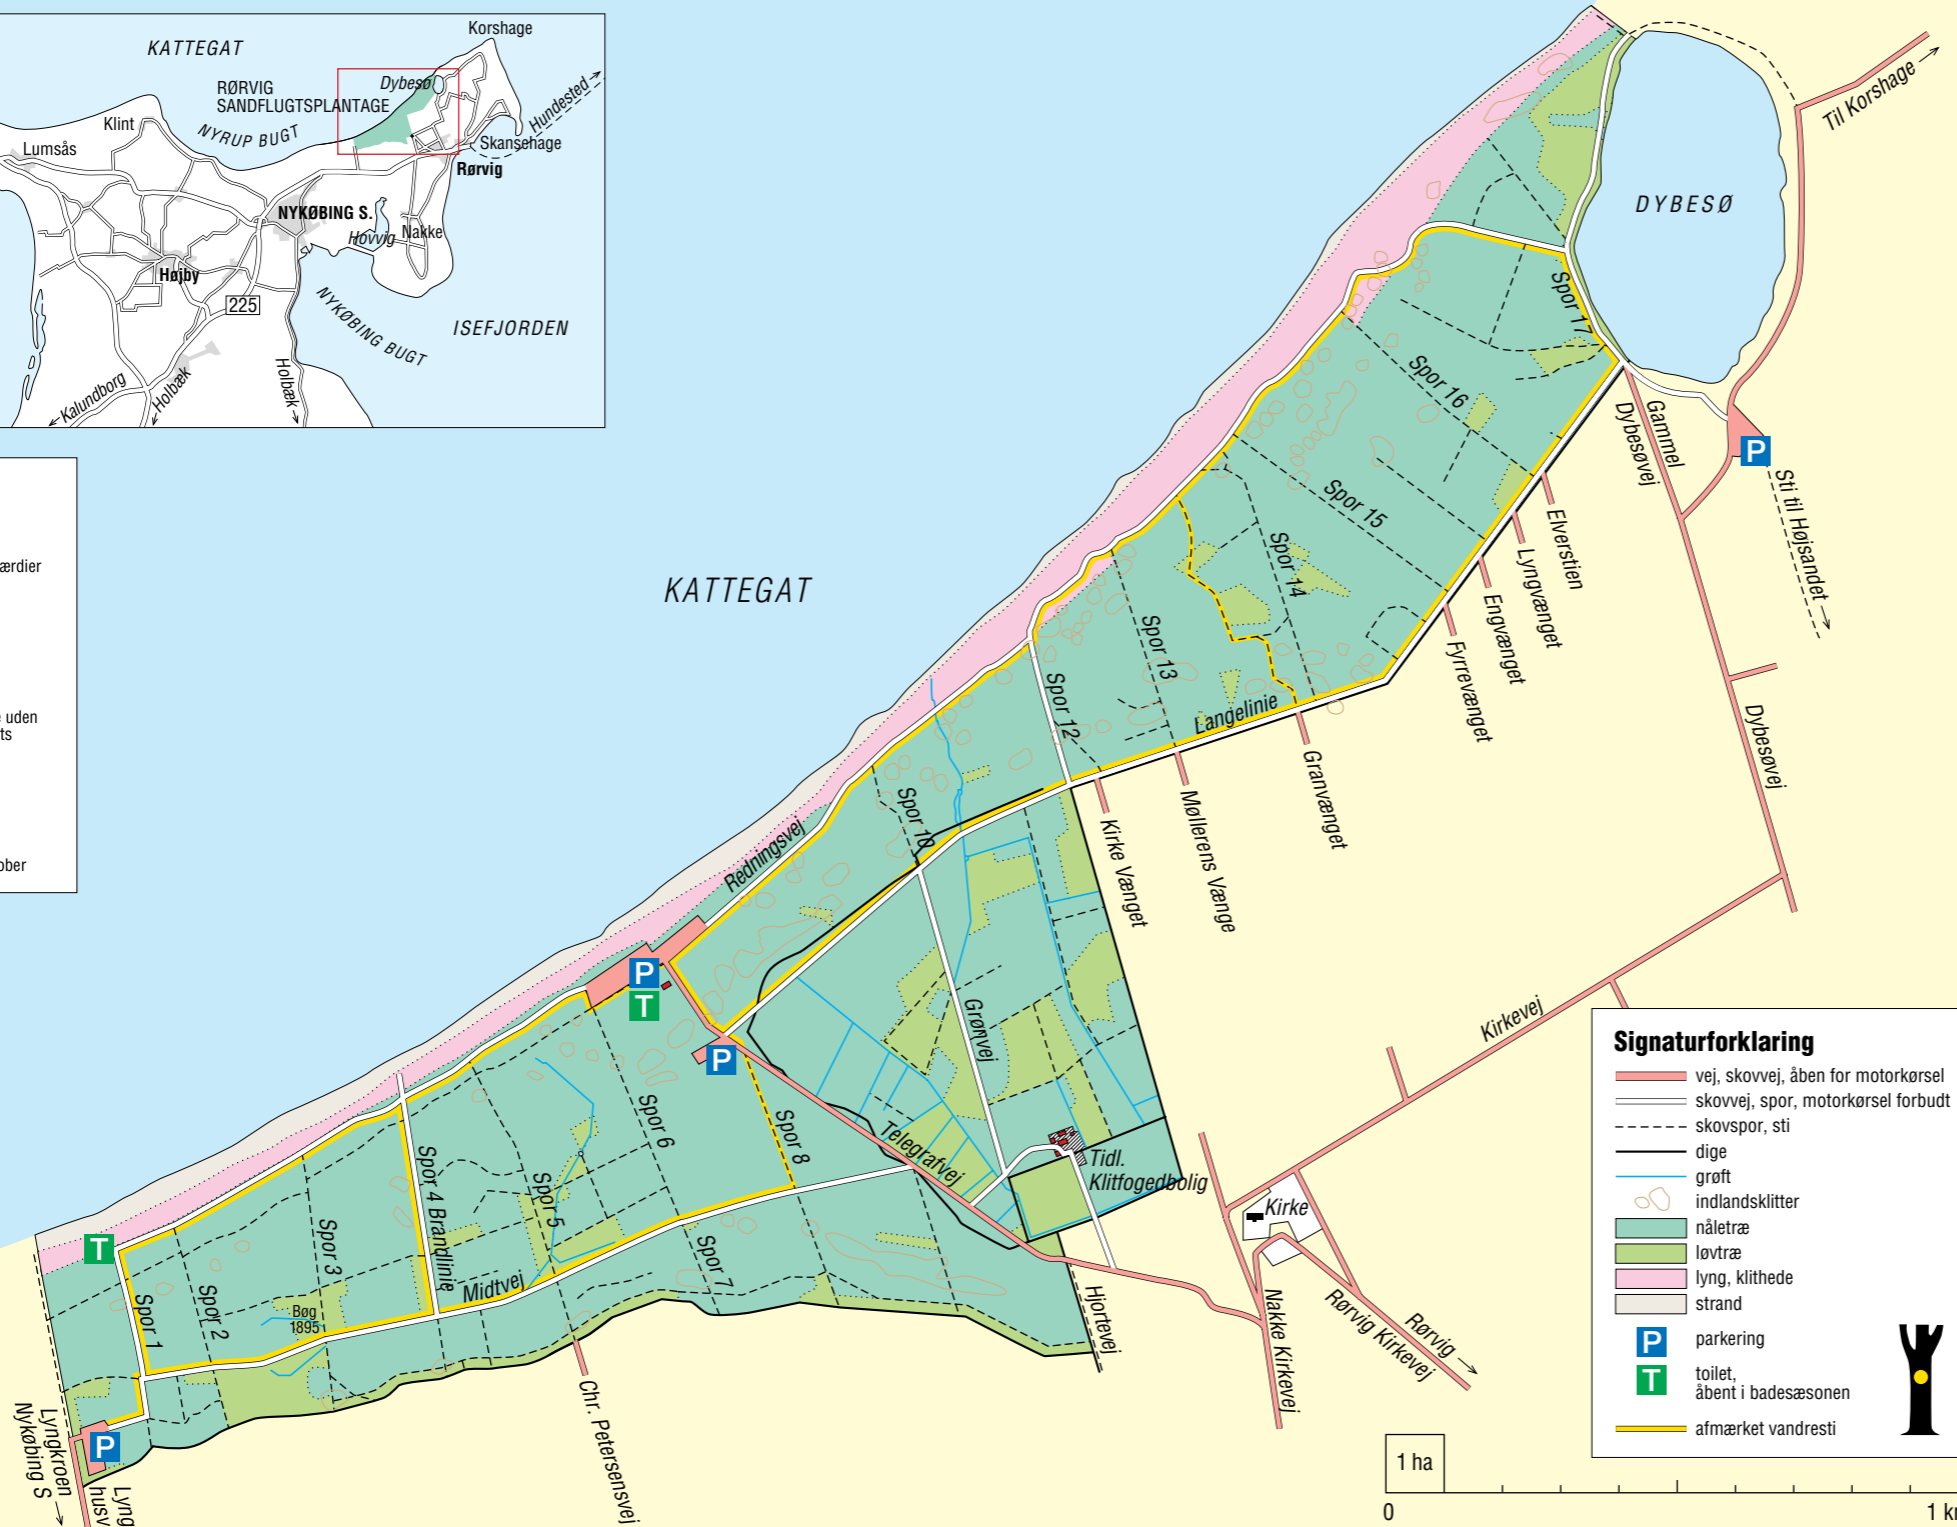 KATTEGAT
Korshage
Dybesø
RØRVIG
SANDFLUGTSPLANTAGE
Hundested
Klint
NYRUP BUGT
Skansehage
Lumsås
Rørvig
NYKØBING S.
Hovvig
Nakke
Højby
225
NYKØBING BUGT
ISEFJORDEN
Kalundborg
Holbæk
Holbæk
ærdier
uden
ts
ober
KATTEGAT
DYBESØ
Til Korshage
Spor 17
Spor 16
Spor 15
Spor 14
Spor 13
Spor 12
Langelinie
Gammel
Dybesøvej
P
Sti til Højsandet
Elverstien
Lyngvænget
Engvænget
Fyrrevænget
Granvænget
Møllerens Vænge
Kirke Vænget
Dybesøvej
Spor 10
Redningsvej
P
T
P
Grønvej
Spor 8
Spor 6
Telegrafvej
Tidl.
Klitfogedbolig
Kirkevej
Kirke
Spor 5
Spor 4 Brandlinie
Spor 7
Midtvej
Spor 3
Spor 2
Spor 1
Bøg
1895
T
P
Hjortevej
Nakke Kirkevej
Rørvig Kirkevej
Rørvig
Chr. Petersensvej
Lyngkroen
Nykøbing S
Lyng
husv
Signaturforklaring
vej, skovvej, åben for motorkørsel
skovvej, spor, motorkørsel forbudt
skovspor, sti
dige
grøft
indlandsklitter
nåletræ
løvtræ
lyng, klithede
strand
P parkering
T toilet,
åbent i badesæsonen
afmærket vandresti
1 ha
0
1 k